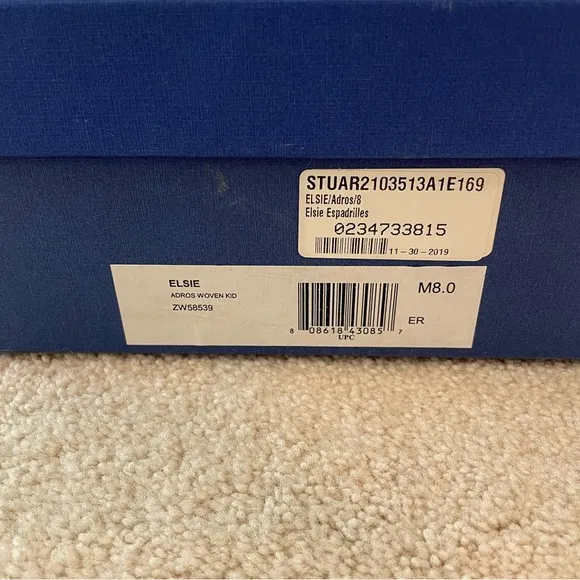 STUAR2103513A1E169
ELSIE/Adros/8
Elsie Espadrilles
0234733815
11-30-2019
ELSIE
ADROS WOVEN KID
ZW58539
M8.0
ER
8 08618 43085 7
UPC